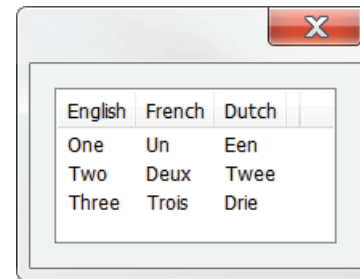 English French Dutch
One Un Een
Two Deux Twee
Three Trois Drie